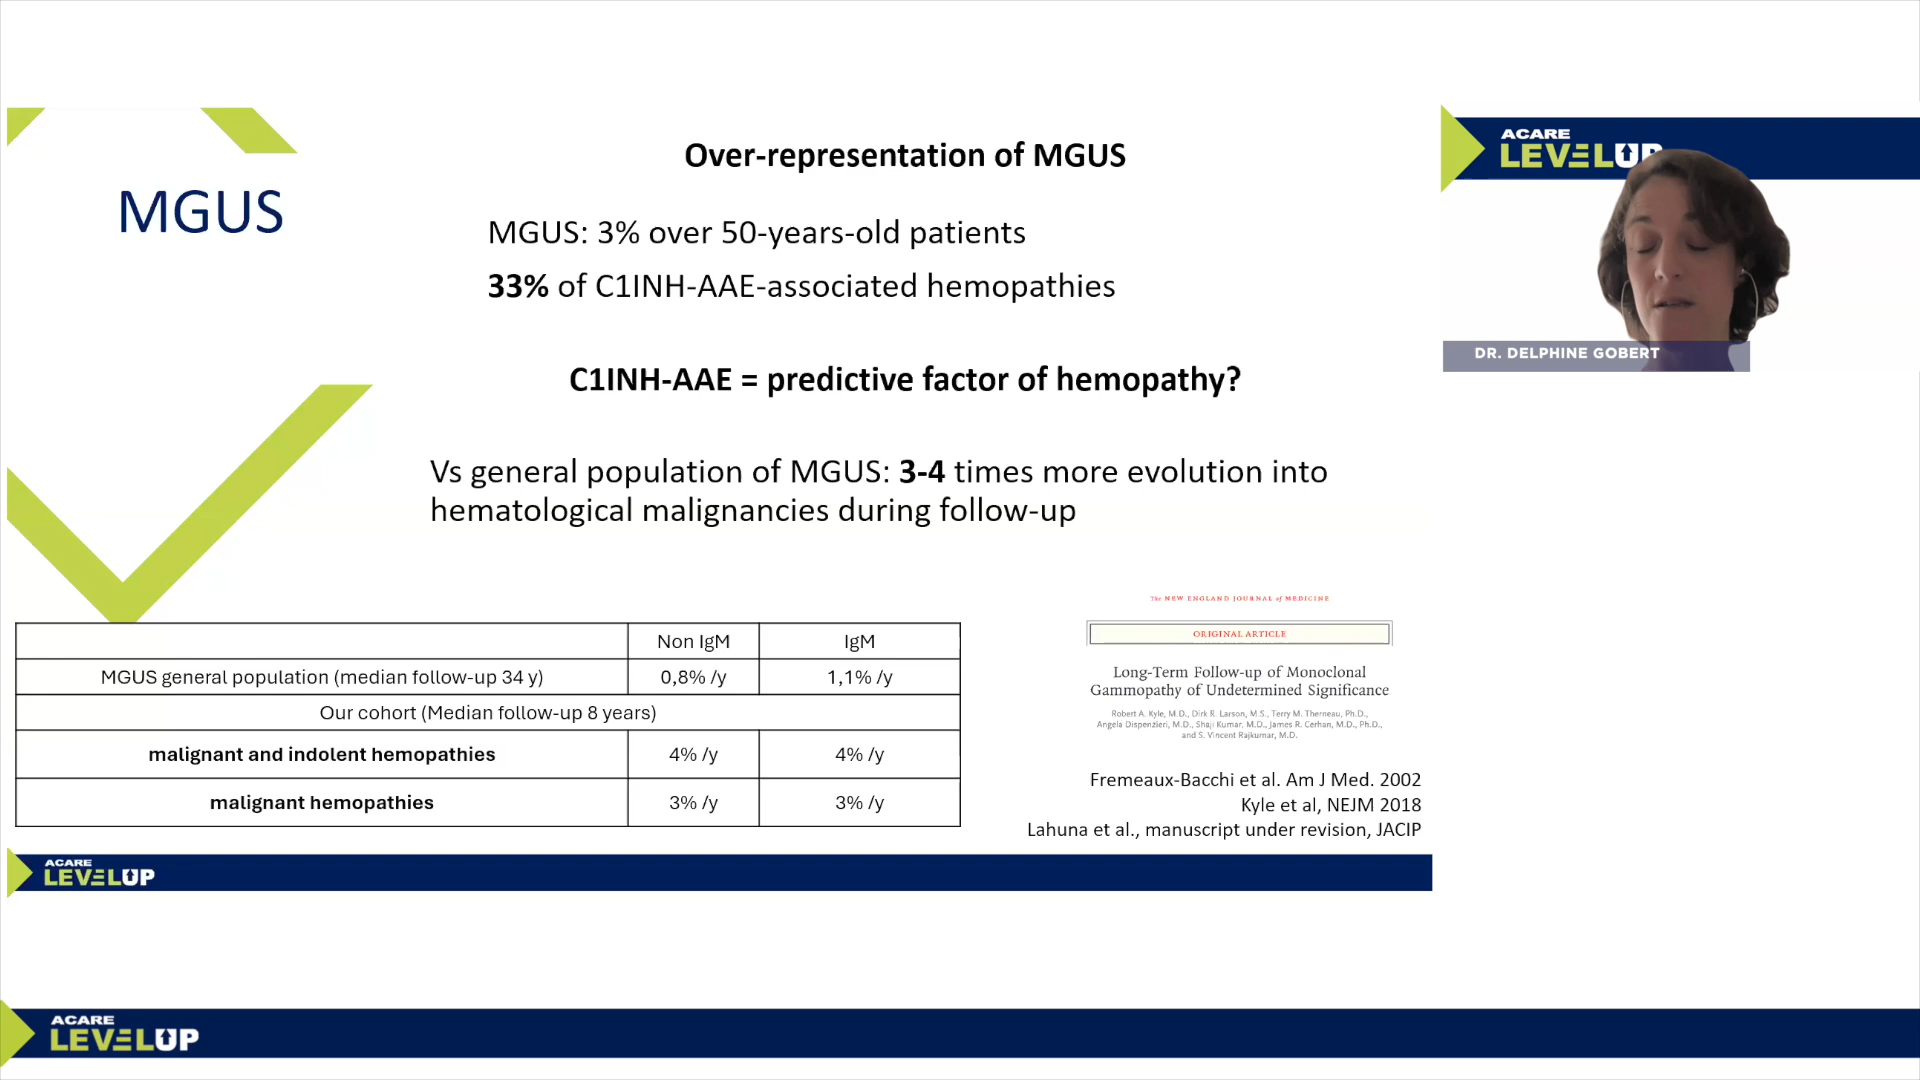 MGUS
Over-representation of MGUS
MGUS: 3% over 50-years-old patients
33% of C1INH-AAE-associated hemopathies
C1INH-AAE = predictive factor of hemopathy?
Vs general population of MGUS: 3-4 times more evolution into
hematological malignancies during follow-up
Non IgM IgM
MGUS general population (median follow-up 34 y) 0,8% /y 1,1% /y
Our cohort (Median follow-up 8 years)
malignant and indolent hemopathies 4% /y 4% /y
malignant hemopathies 3% /y 3% /y
The NEW ENGLAND JOURNAL of MEDICINE
ORIGINAL ARTICLE
Long-Term Follow-up of Monoclonal
Gammopathy of Undetermined Significance
Robert A. Kyle, M.D., Dirk R. Larson, M.S., Terry M. Therneau, Ph.D.,
Angela Dispenzieri, M.D., Shaji Kumar, M.D., James R. Cerhan, M.D., Ph.D.,
and S. Vincent Rajkumar, M.D.
Fremeaux-Bacchi et al. Am J Med. 2002
Kyle et al, NEJM 2018
Lahuna et al., manuscript under revision, JACIP
ACARE
LEVELUP
ACARE
LEVELUP
DR. DELPHINE GOBERT
ACARE
LEVELUP